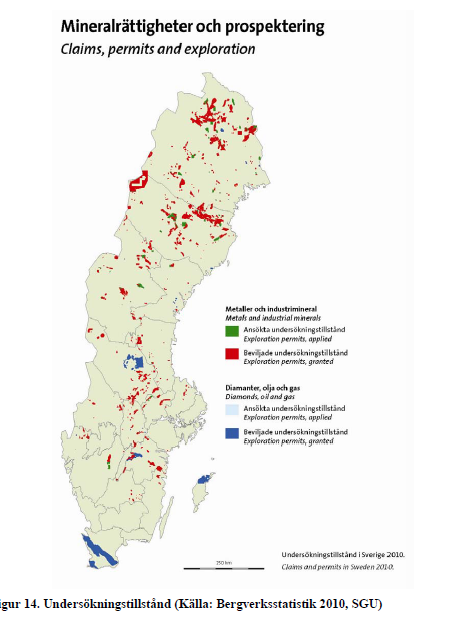 Mineralrättigheter och prospektering
Claims, permits and exploration
Metaller och industrimineral
Metals and industrial minerals
Ansökta undersökningstillstånd
Exploration permits, applied
Beviljade undersökningstillstånd
Exploration permits, granted
Diamanter, olja och gas
Diamonds, oil and gas
Ansökta undersökningstillstånd
Exploration permits, applied
Beviljade undersökningstillstånd
Exploration permits, granted
250 km
Undersökningstillstånd i Sverige 2010.
Claims and permits in Sweden 2010.
igur 14. Undersökningstillstånd (Källa: Bergverksstatistik 2010, SGU)